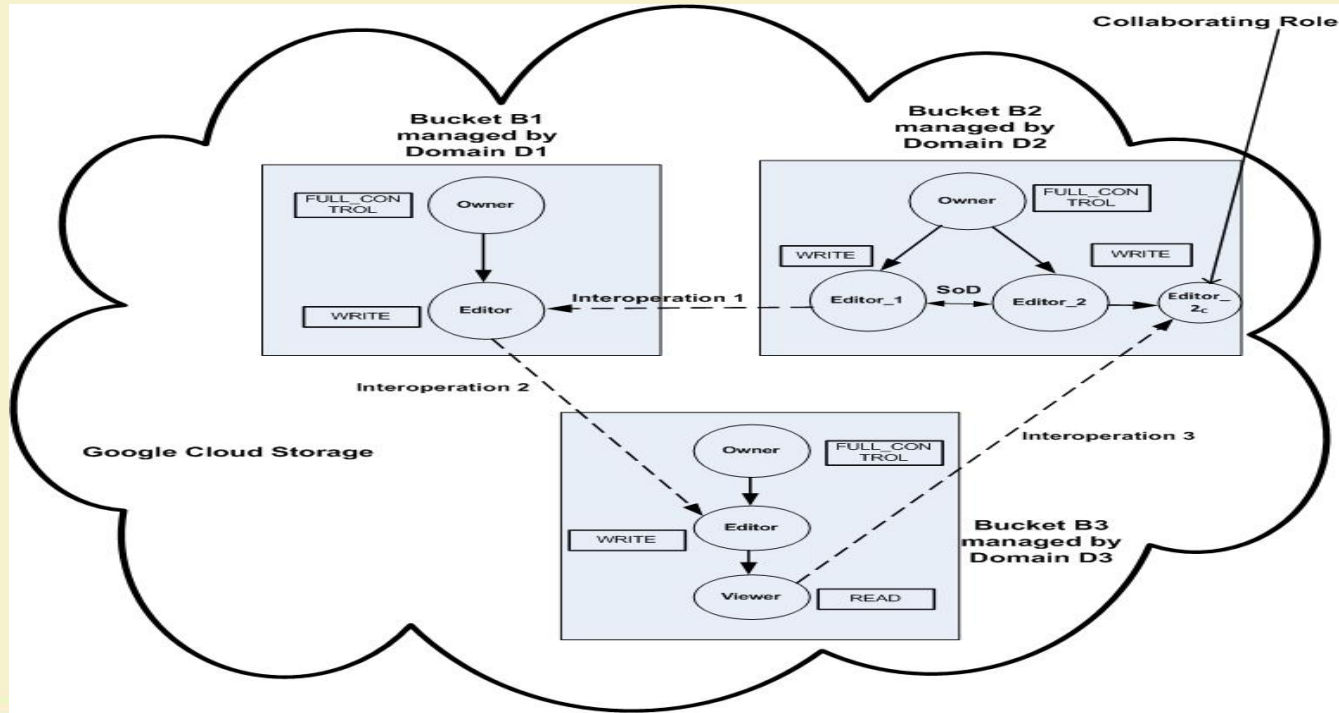 Collaborating Role
Bucket B1
managed by
Domain D1
FULL_CON
TROL
Owner
WRITE
Editor
Bucket B2
managed by
Domain D2
Owner
FULL_CON
TROL
WRITE
WRITE
Editor_1
SoD
Editor_2
Editor_
2c
Interoperation 1
Interoperation 2
Interoperation 3
Google Cloud Storage
Owner
FULL_CON
TROL
WRITE
Editor
Viewer
READ
Bucket B3
managed by
Domain D3